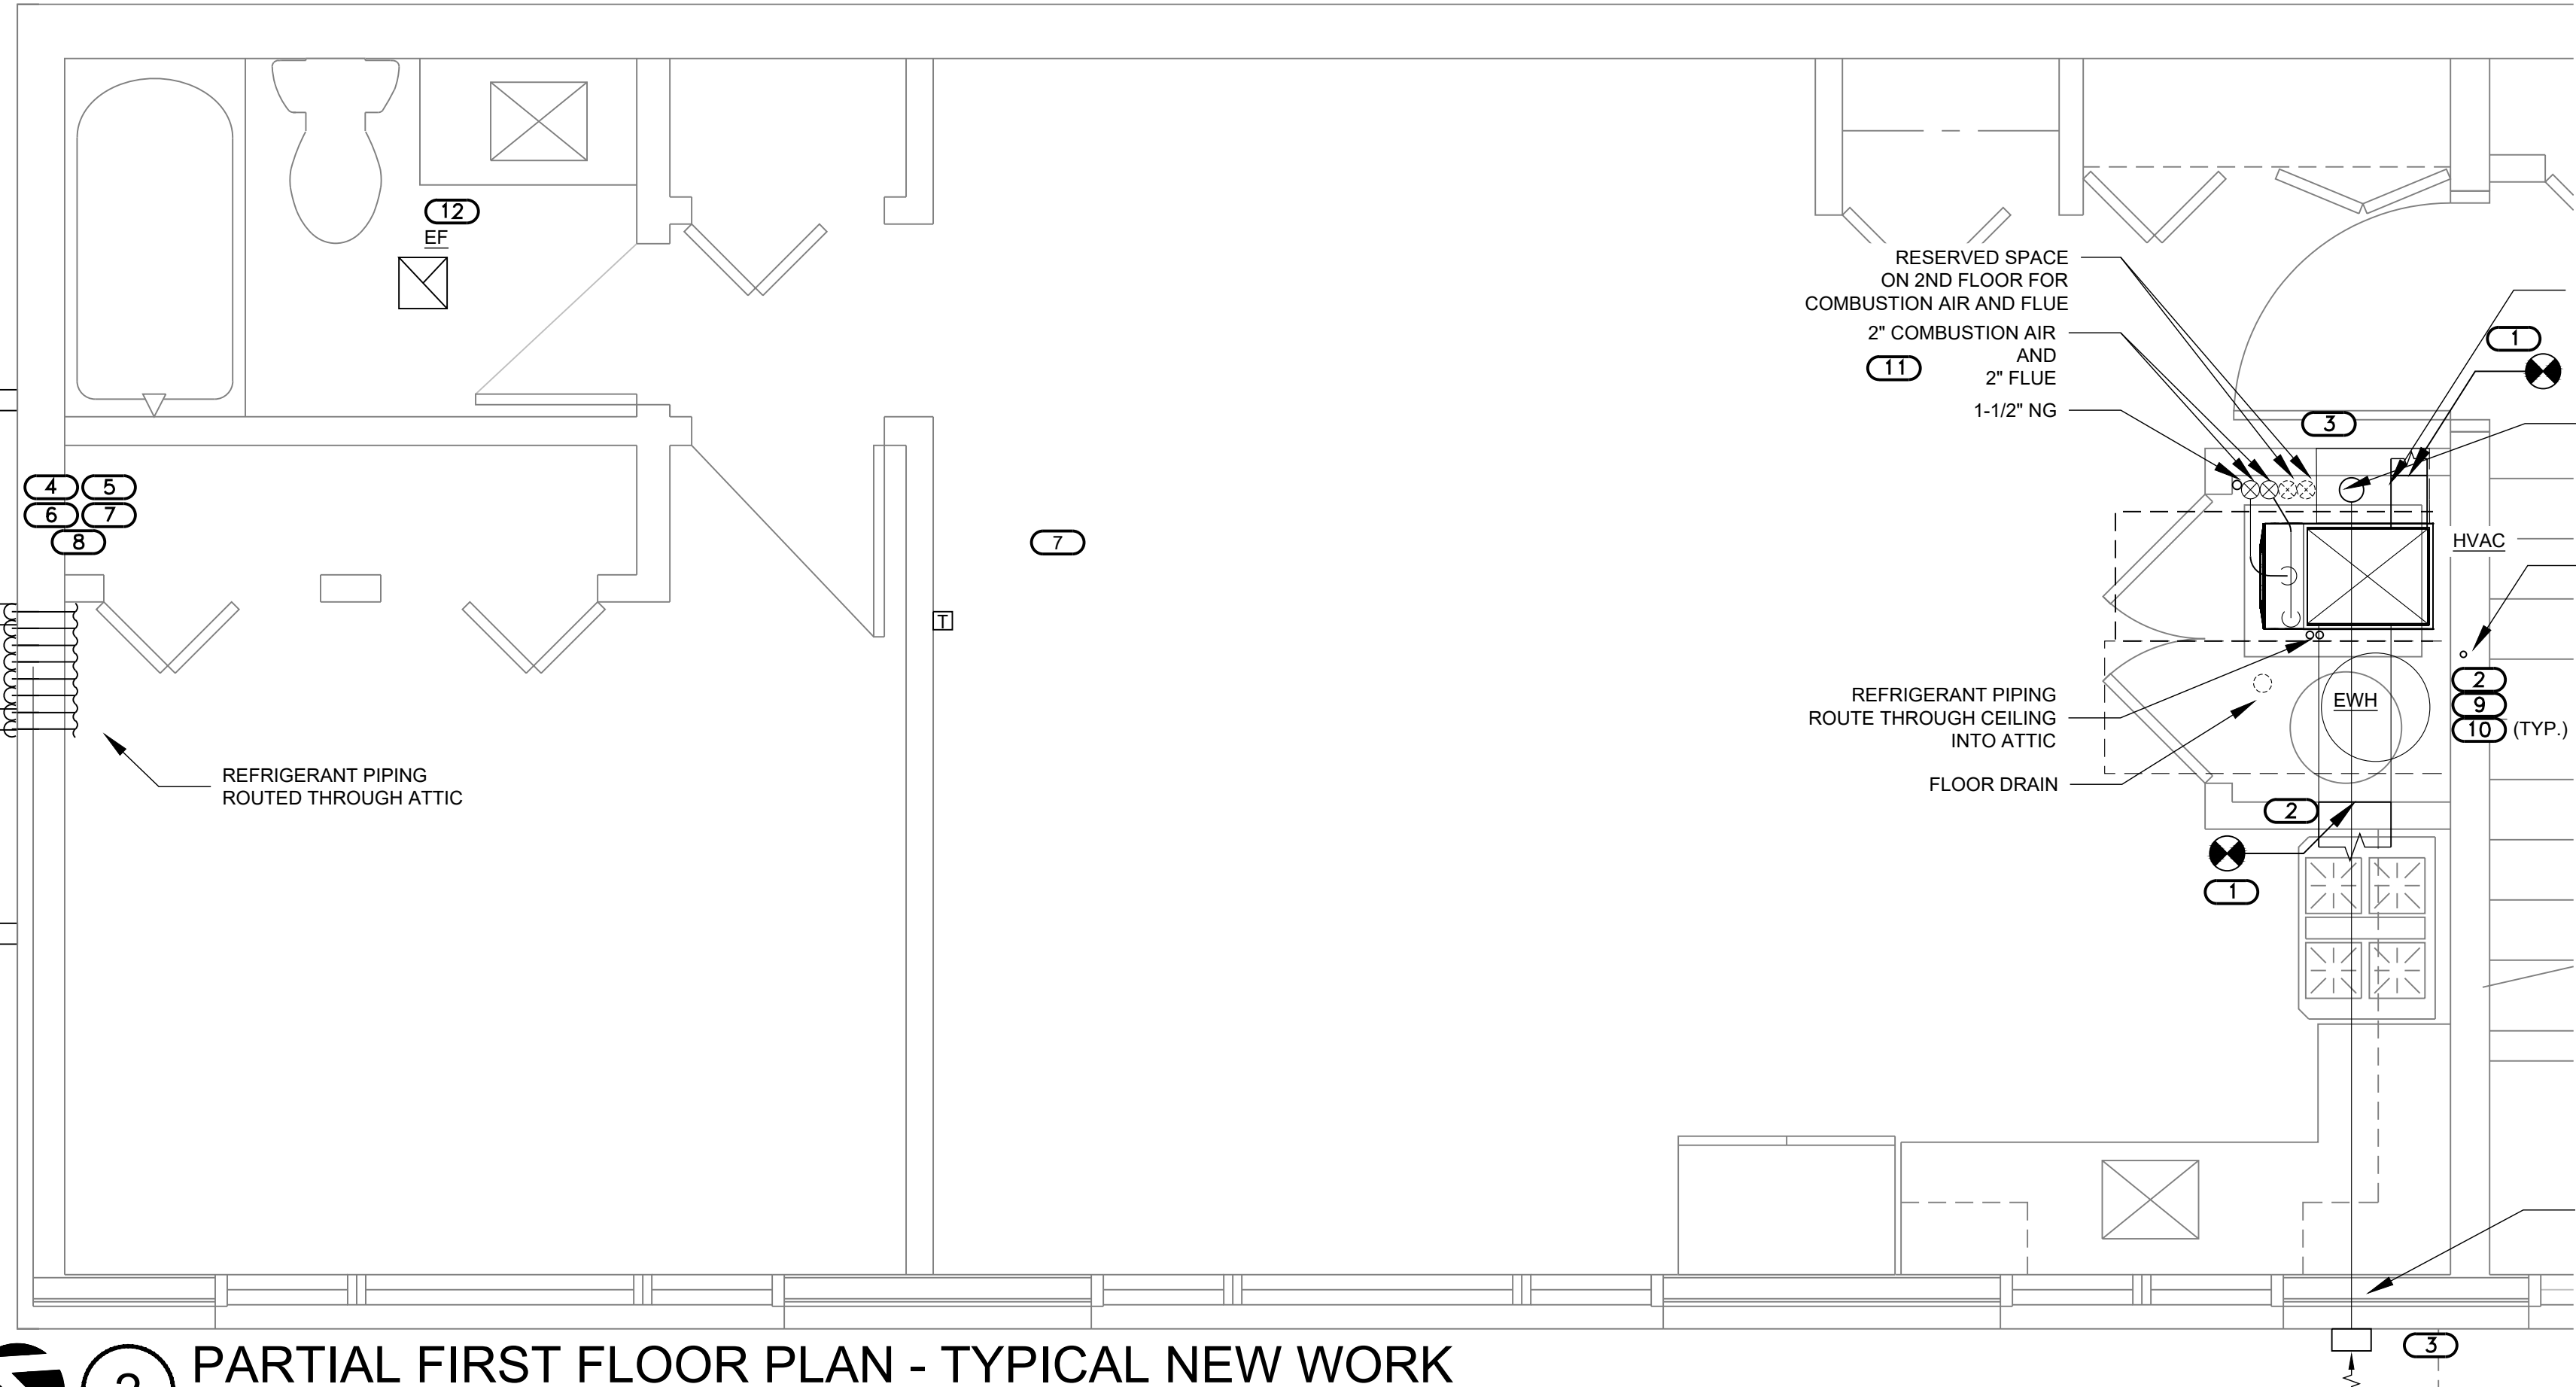 12
EF
RESERVED SPACE
ON 2ND FLOOR FOR
COMBUSTION AIR AND FLUE
2" COMBUSTION AIR
AND
11
2" FLUE
1-1/2" NG
1
3
4 5
6 7
8
7
HVAC
T
REFRIGERANT PIPING
ROUTE THROUGH CEILING
INTO ATTIC
EWH
2
9
10 (TYP.)
REFRIGERANT PIPING
ROUTED THROUGH ATTIC
FLOOR DRAIN
2
1
3
PARTIAL FIRST FLOOR PLAN - TYPICAL NEW WORK